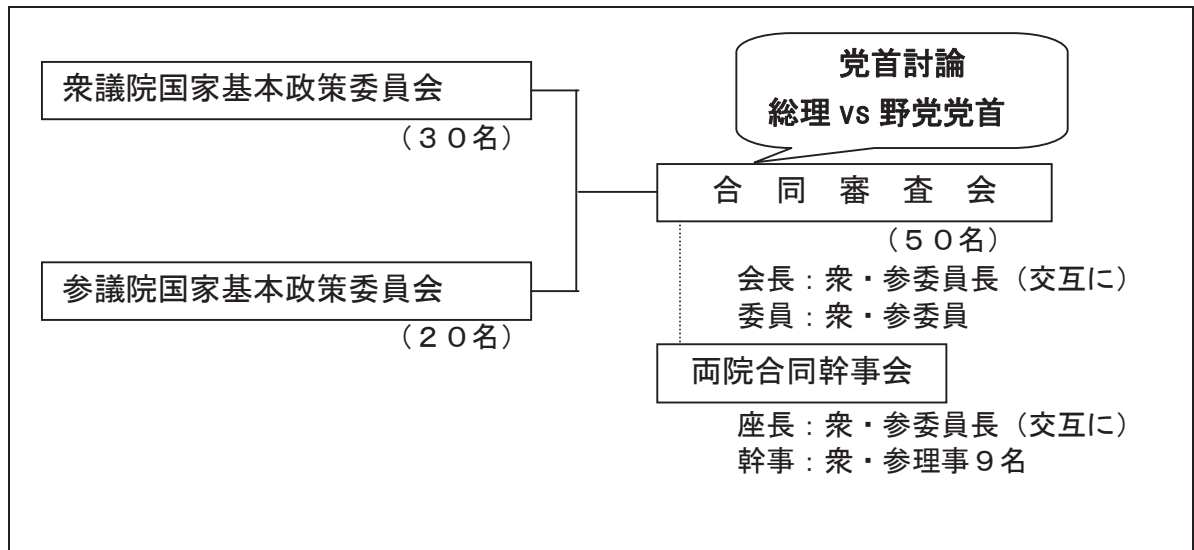 衆議院国家基本政策委員会
（３０名）
参議院国家基本政策委員会
（２０名）
党首討論
総理 vs 野党党首
合　同　審　査　会
（５０名）
会長：衆・参委員長（交互に）
委員：衆・参委員
両院合同幹事会
座長：衆・参委員長（交互に）
幹事：衆・参理事９名